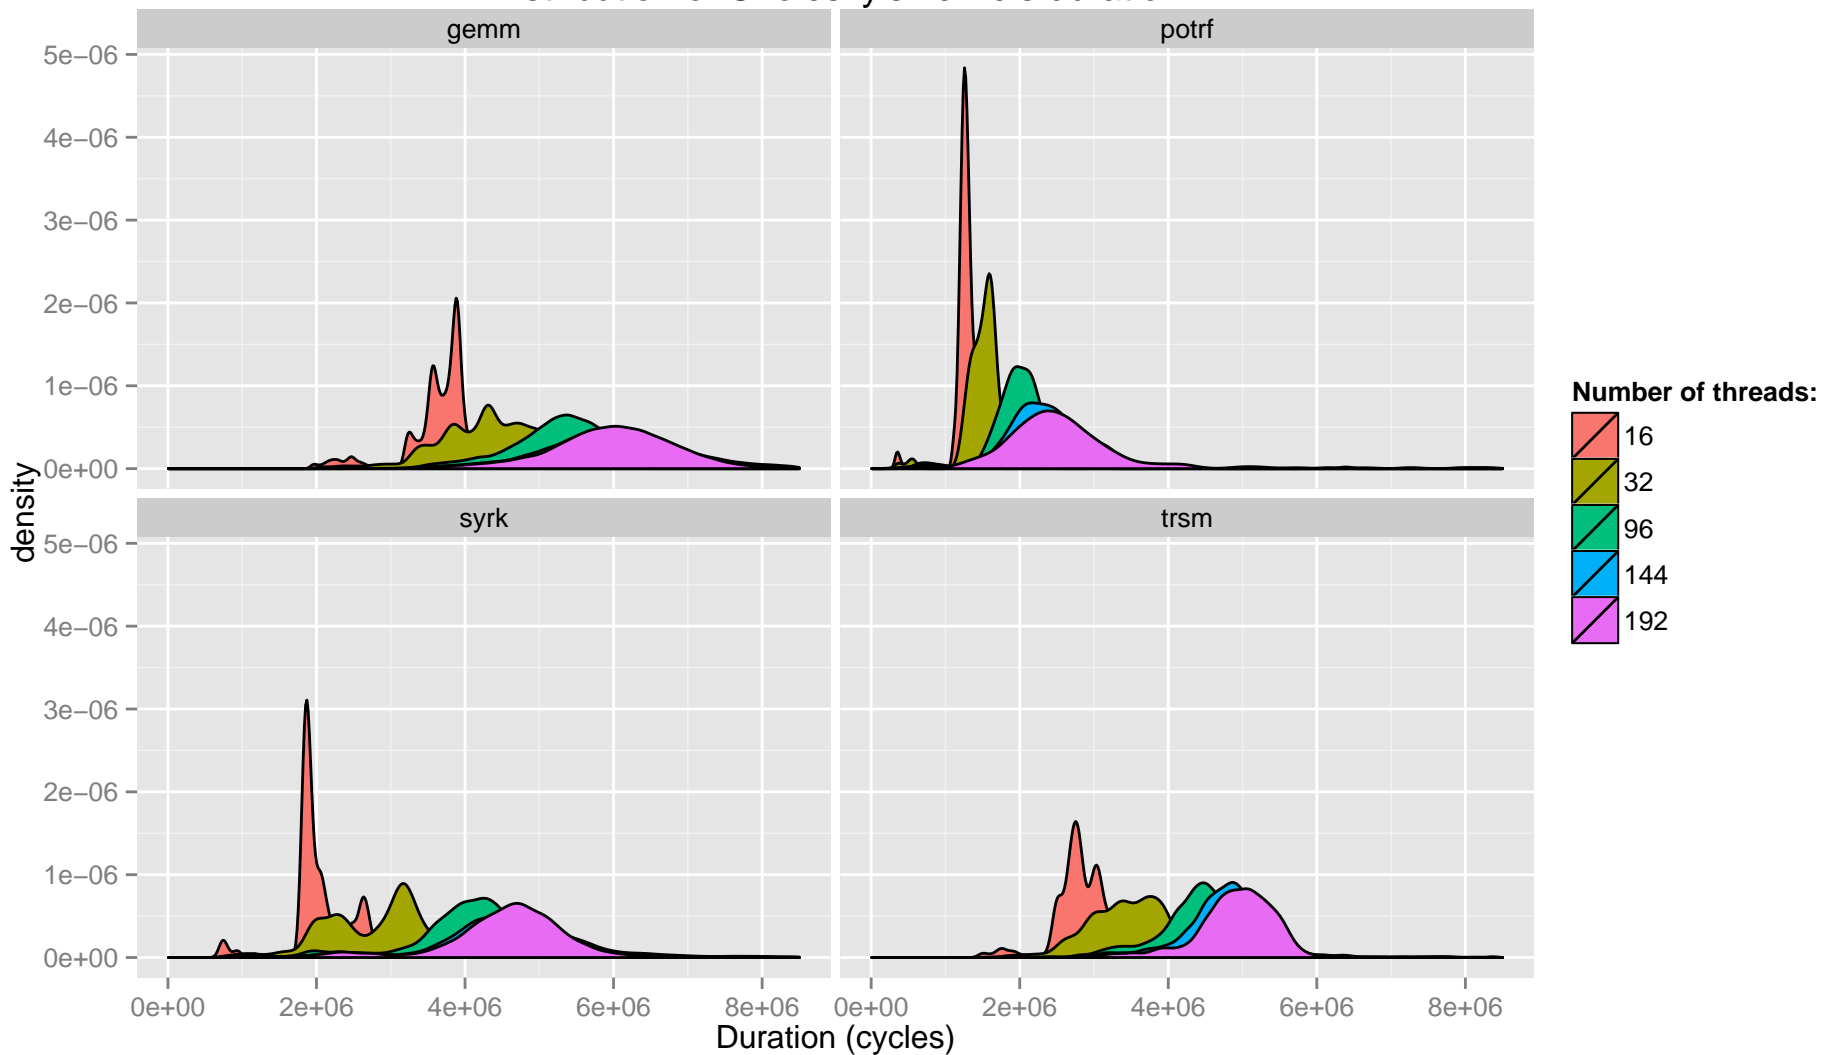 gemm
potrf
5e−06
4e−06
3e−06
2e−06
1e−06
0e+00
syrk
trsm
5e−06
4e−06
3e−06
2e−06
1e−06
0e+00
0e+00 2e+06 4e+06 6e+06 8e+06 0e+00 2e+06 4e+06 6e+06 8e+06
Duration (cycles)
density
Number of threads:
16
32
96
144
192